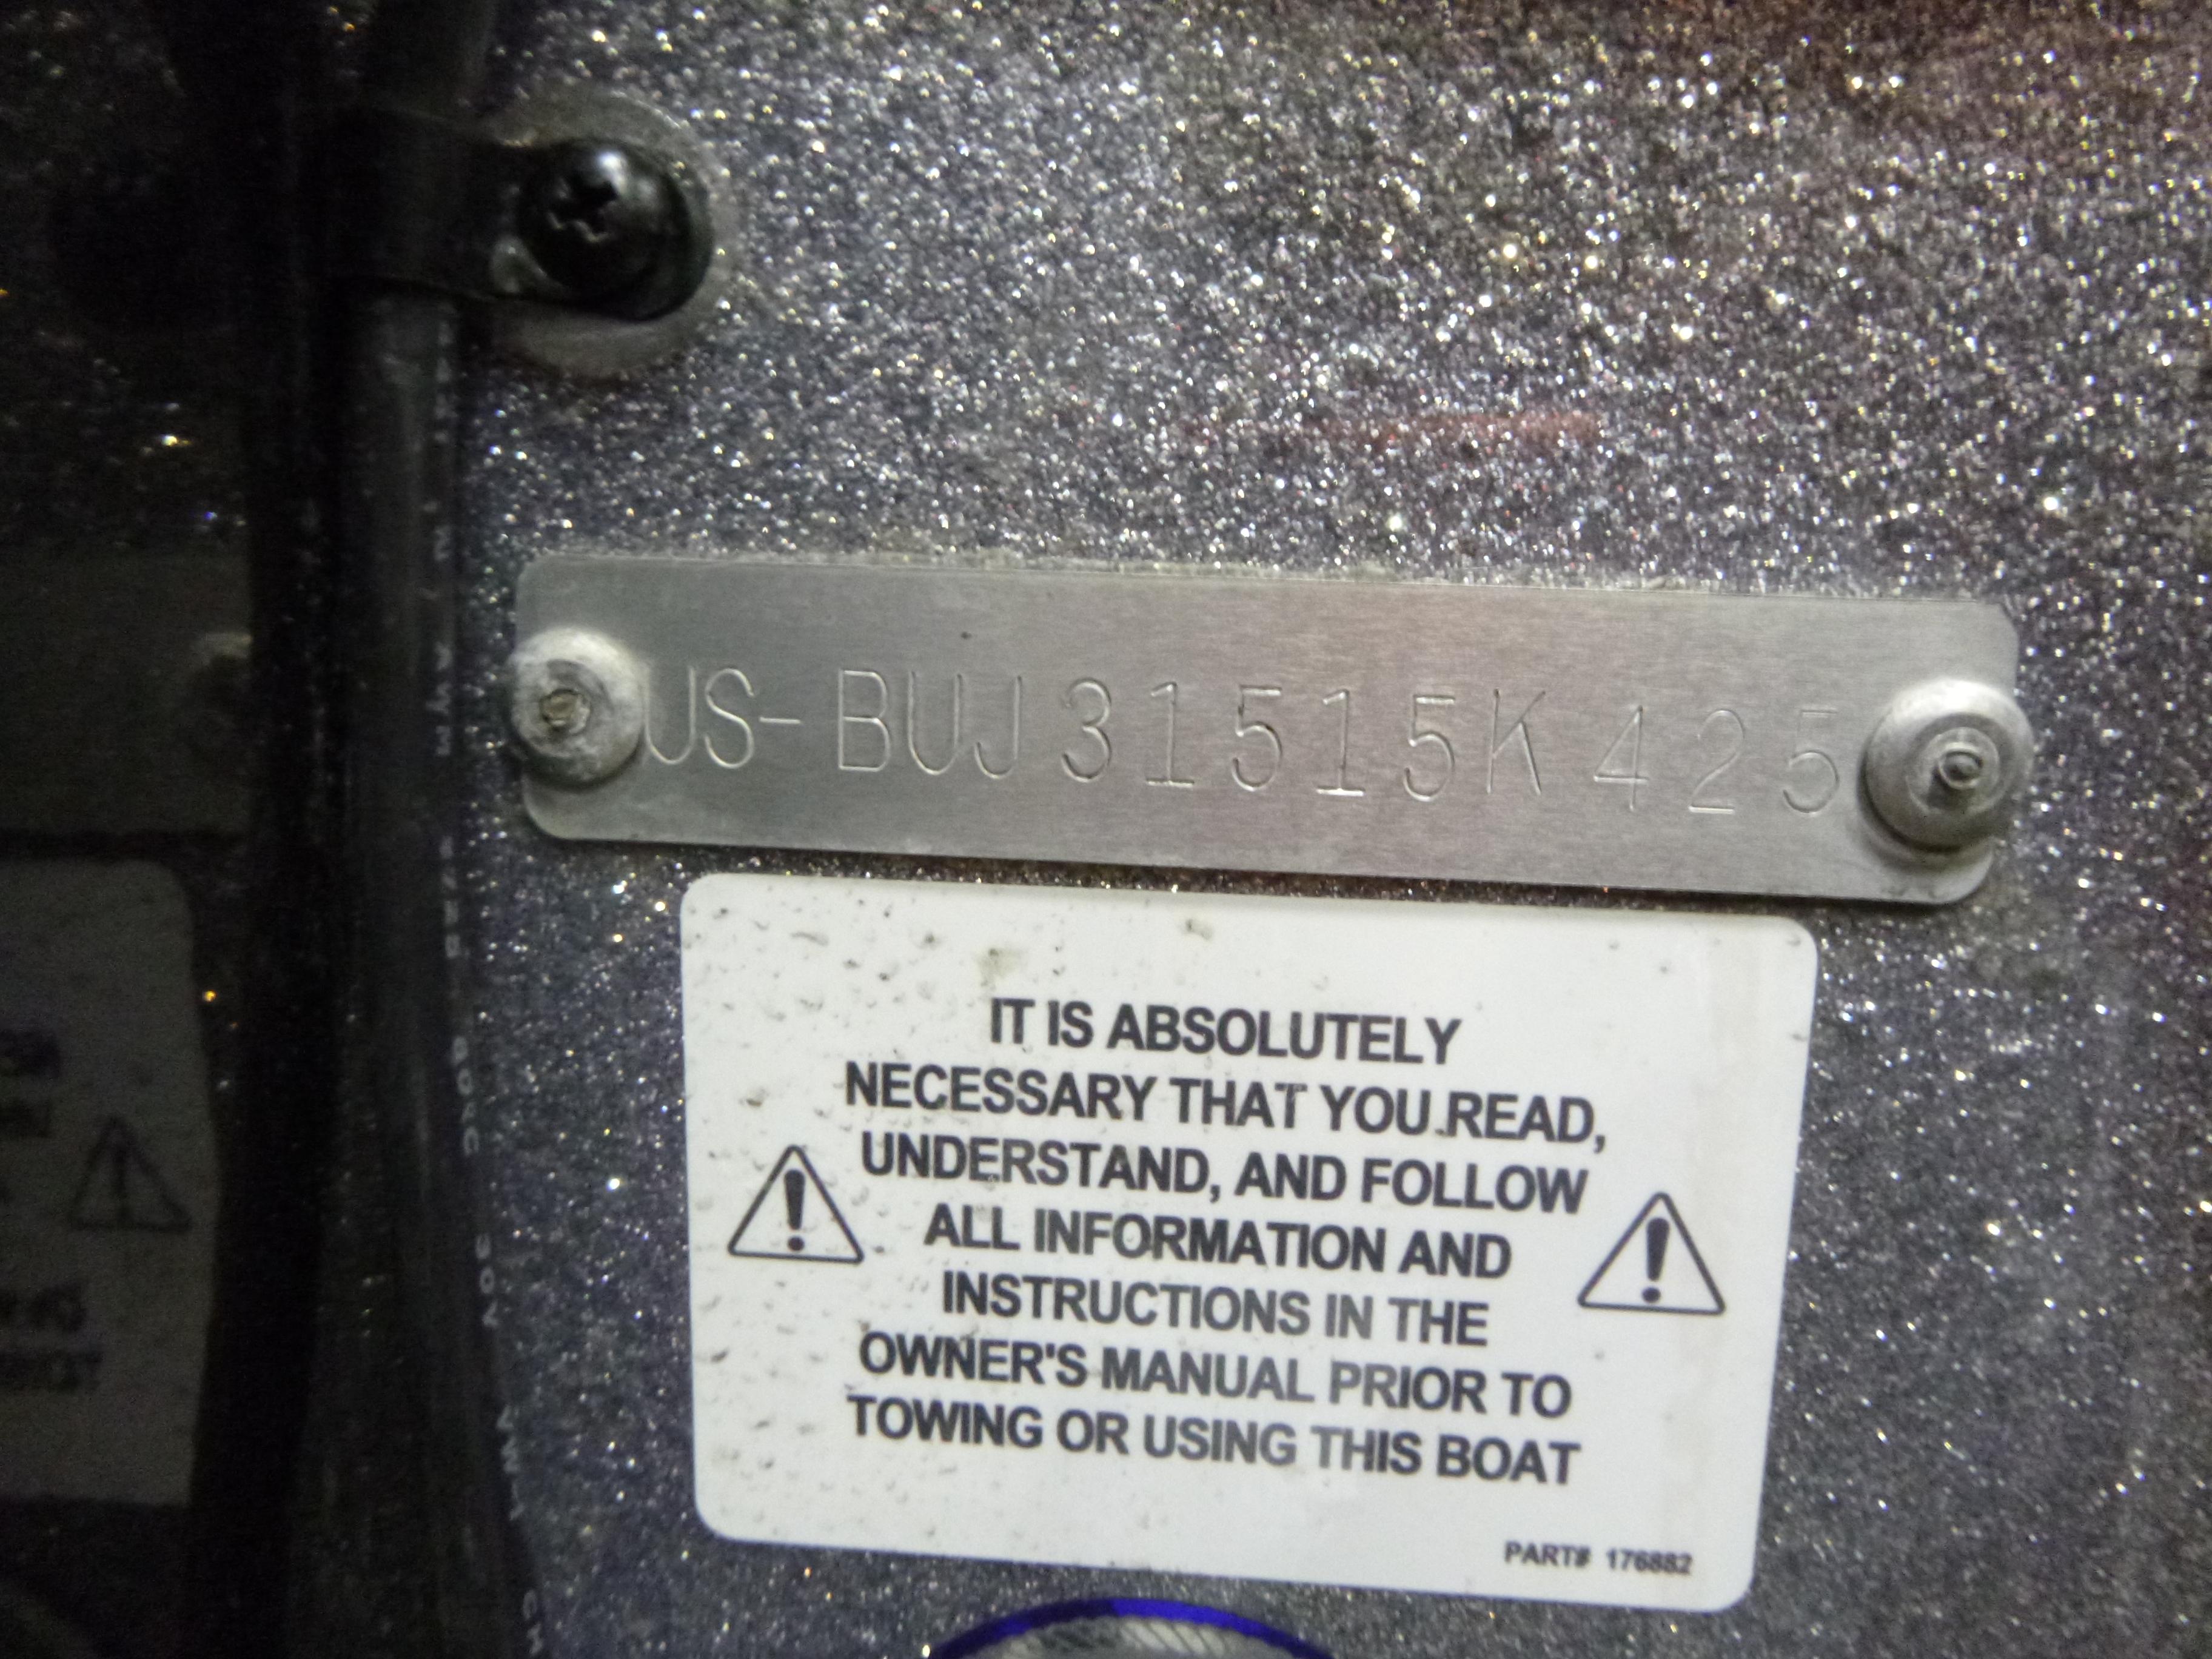 US-BUJ31515K425
IT IS ABSOLUTELY
NECESSARY THAT YOU READ,
UNDERSTAND, AND FOLLOW
ALL INFORMATION AND
INSTRUCTIONS IN THE
OWNER'S MANUAL PRIOR TO
TOWING OR USING THIS BOAT
PART# 176882